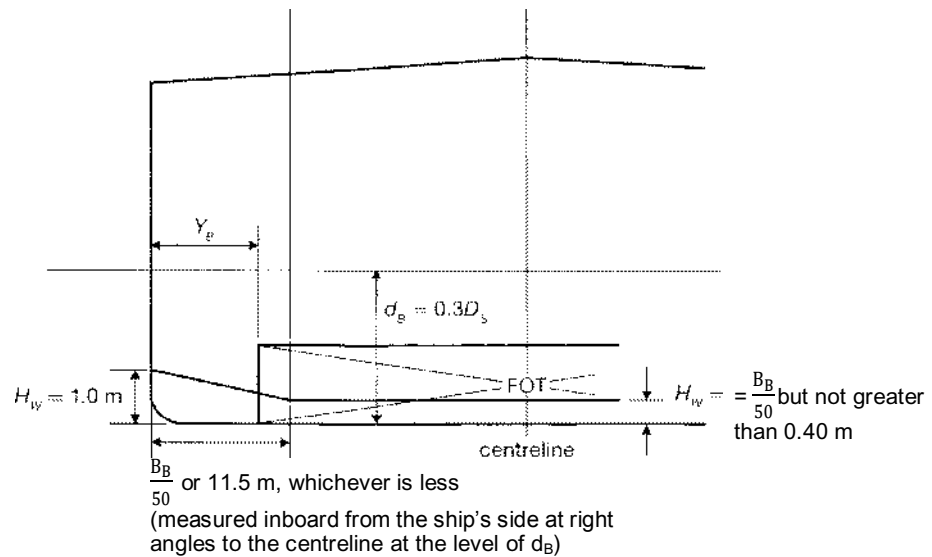 Y_B
d_B = 0.3D_s
FOT
H_W = 1.0 m
H_W = = B_B/50 but not greater
than 0.40 m
centreline
B_B/50 or 11.5 m, whichever is less
(measured inboard from the ship's side at right
angles to the centreline at the level of d_B)